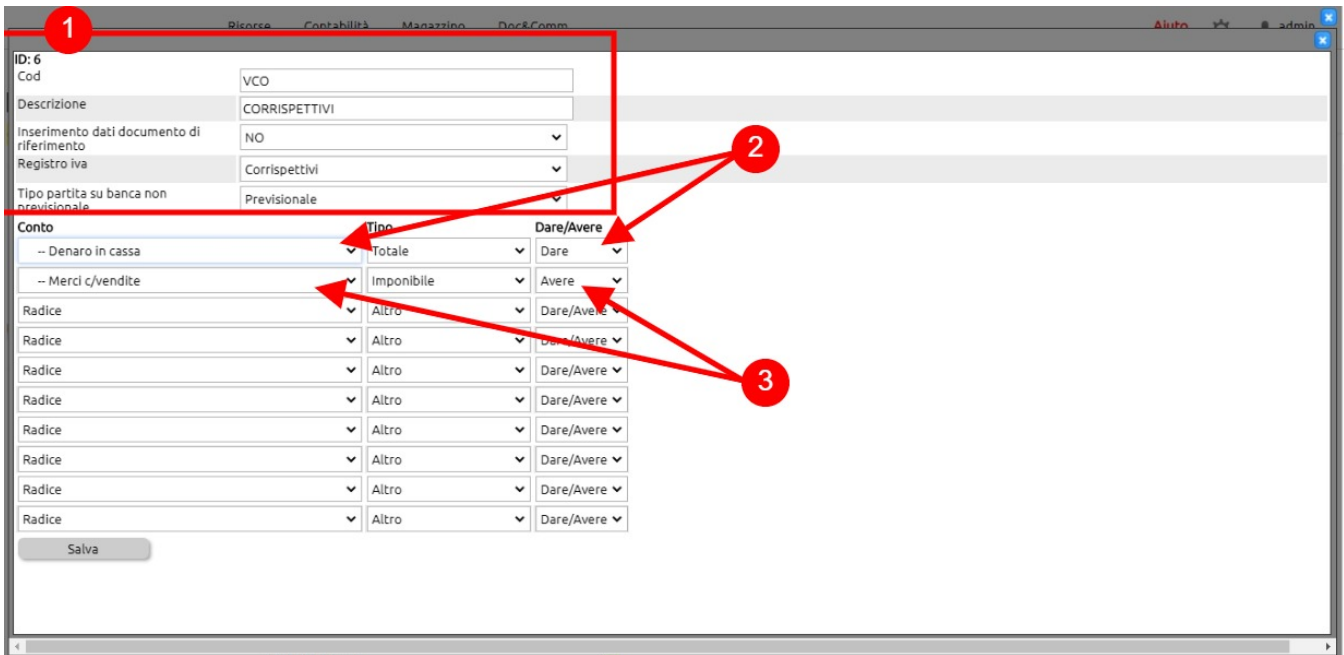 Risorse Contabilità Magazzino Doc&Comm Aiuto admin
1
ID: 6
Cod VCO
Descrizione CORRISPETTIVI
Inserimento dati documento di
riferimento NO
Registro iva Corrispettivi
2
Tipo partita su banca non
previsionale Previsionale
Conto Tipo Dare/Avere
-- Denaro in cassa Totale Dare
-- Merci c/vendite Imponibile Avere
Radice Altro Dare/Avere
Radice Altro Dare/Avere
Radice Altro Dare/Avere
3
Radice Altro Dare/Avere
Radice Altro Dare/Avere
Radice Altro Dare/Avere
Radice Altro Dare/Avere
Radice Altro Dare/Avere
Salva